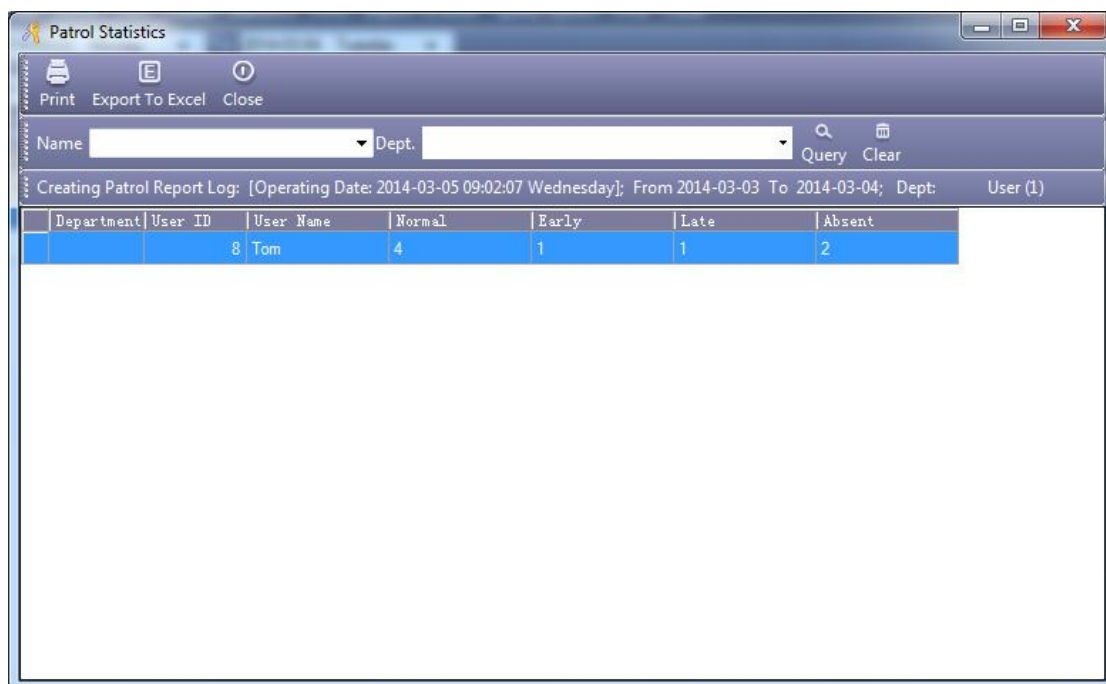 Patrol Statistics
Print Export To Excel Close
Name Dept. Query Clear
Creating Patrol Report Log: [Operating Date: 2014-03-05 09:02:07 Wednesday]; From 2014-03-03 To 2014-03-04; Dept: User (1)
Department User ID User Name Normal Early Late Absent
8 Tom 4 1 1 2